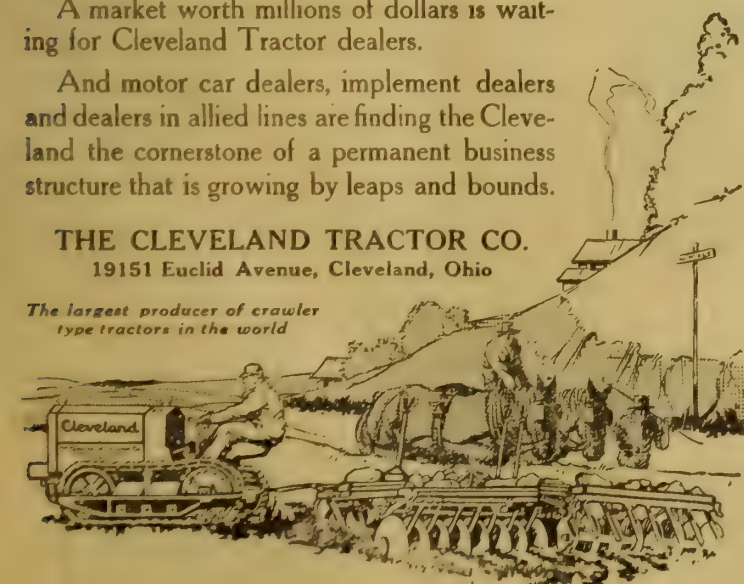 A market worth millions of dollars is wait-
ing for Cleveland Tractor dealers.
And motor car dealers, implement dealers
and dealers in allied lines are finding the Cleve-
land the cornerstone of a permanent business
structure that is growing by leaps and bounds.
THE CLEVELAND TRACTOR CO.
19151 Euclid Avenue, Cleveland, Ohio
The largest producer of crawler
type tractors in the world
Cleveland